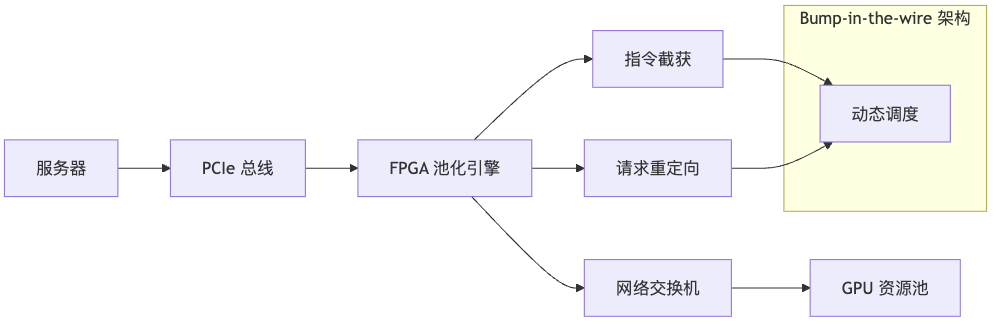 Bump-in-the-wire 架构
指令截获
动态调度
服务器
PCIe 总线
FPGA 池化引擎
请求重定向
网络交换机
GPU 资源池